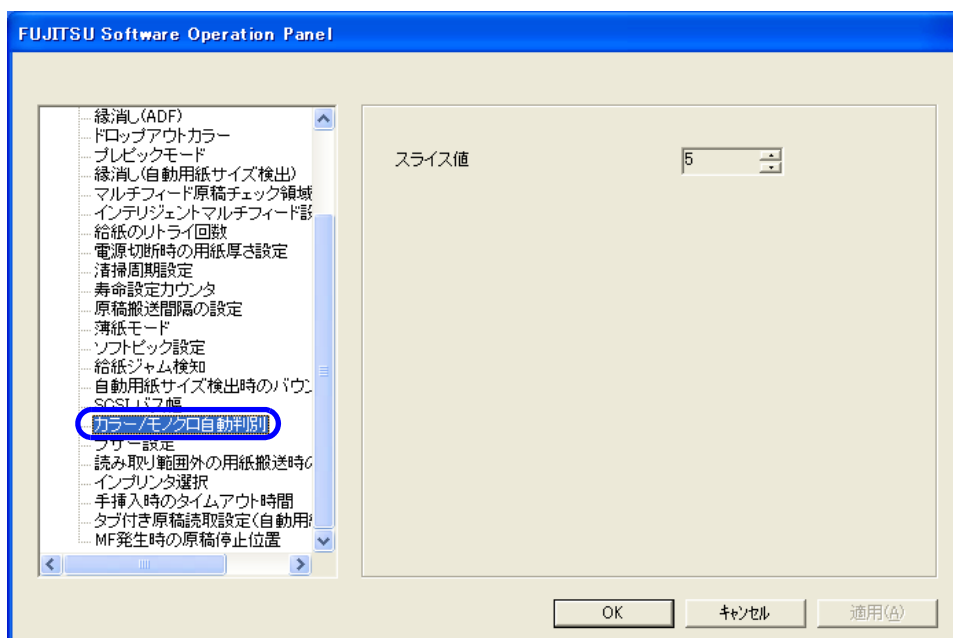 FUJITSU Software Operation Panel
縁消し(ADF)
ドロップアウトカラー
プレピックモード
縁消し(自動用紙サイズ検出)
マルチフィード原稿チェック領域
インテリジェントマルチフィード設
給紙のリトライ回数
電源切断時の用紙厚さ設定
清掃周期設定
寿命設定カウンタ
原稿搬送間隔の設定
薄紙モード
ソフトピック設定
給紙ジャム検知
自動用紙サイズ検出時のバウン
SCSI バス幅
カラー/モノクロ自動判別
ブザー設定
読み取り範囲外の用紙搬送時の
インプリンタ選択
手挿入時のタイムアウト時間
タブ付き原稿読取設定(自動用
MF発生時の原稿停止位置
スライス値
5
OK
キャンセル
適用(A)